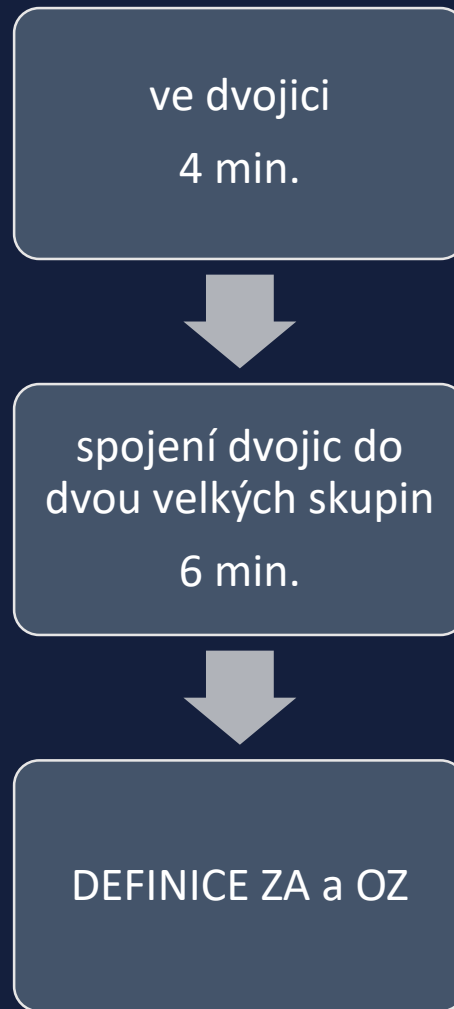 ve dvojici
4 min.
spojení dvojic do
dvou velkých skupin
6 min.
DEFINICE ZA a OZ